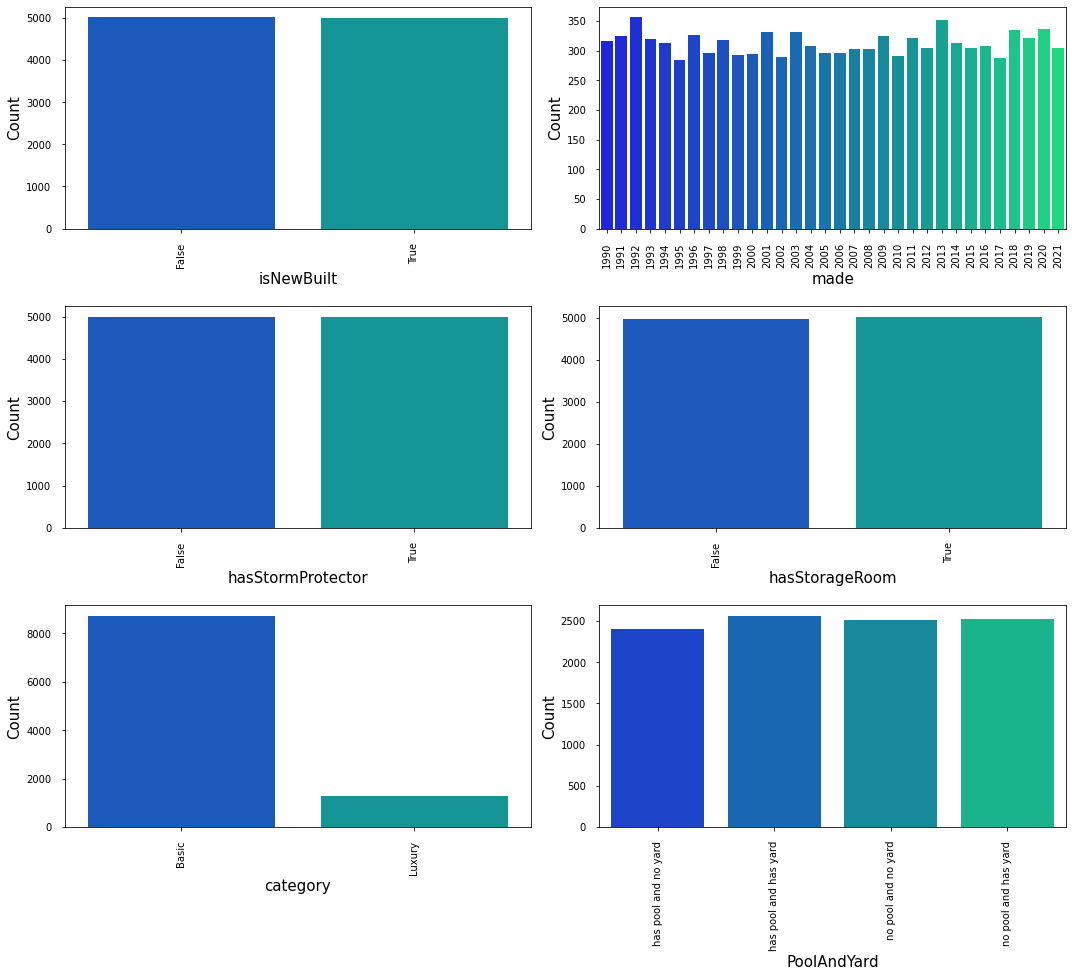 5000
4000
3000
2000
1000
0
Count
False
True
isNewBuilt
350
300
250
200
150
100
50
0
Count
1990
1991
1992
1993
1994
1995
1996
1997
1998
1999
2000
2001
2002
2003
2004
2005
2006
2007
2008
2009
2010
2011
2012
2013
2014
2015
2016
2017
2018
2019
2020
2021
made
5000
4000
3000
2000
1000
0
Count
False
True
hasStormProtector
5000
4000
3000
2000
1000
0
Count
False
True
hasStorageRoom
8000
6000
4000
2000
0
Count
Basic
Luxury
category
2500
2000
1500
1000
500
0
Count
has pool and no yard
has pool and has yard
no pool and no yard
no pool and has yard
PoolAndYard